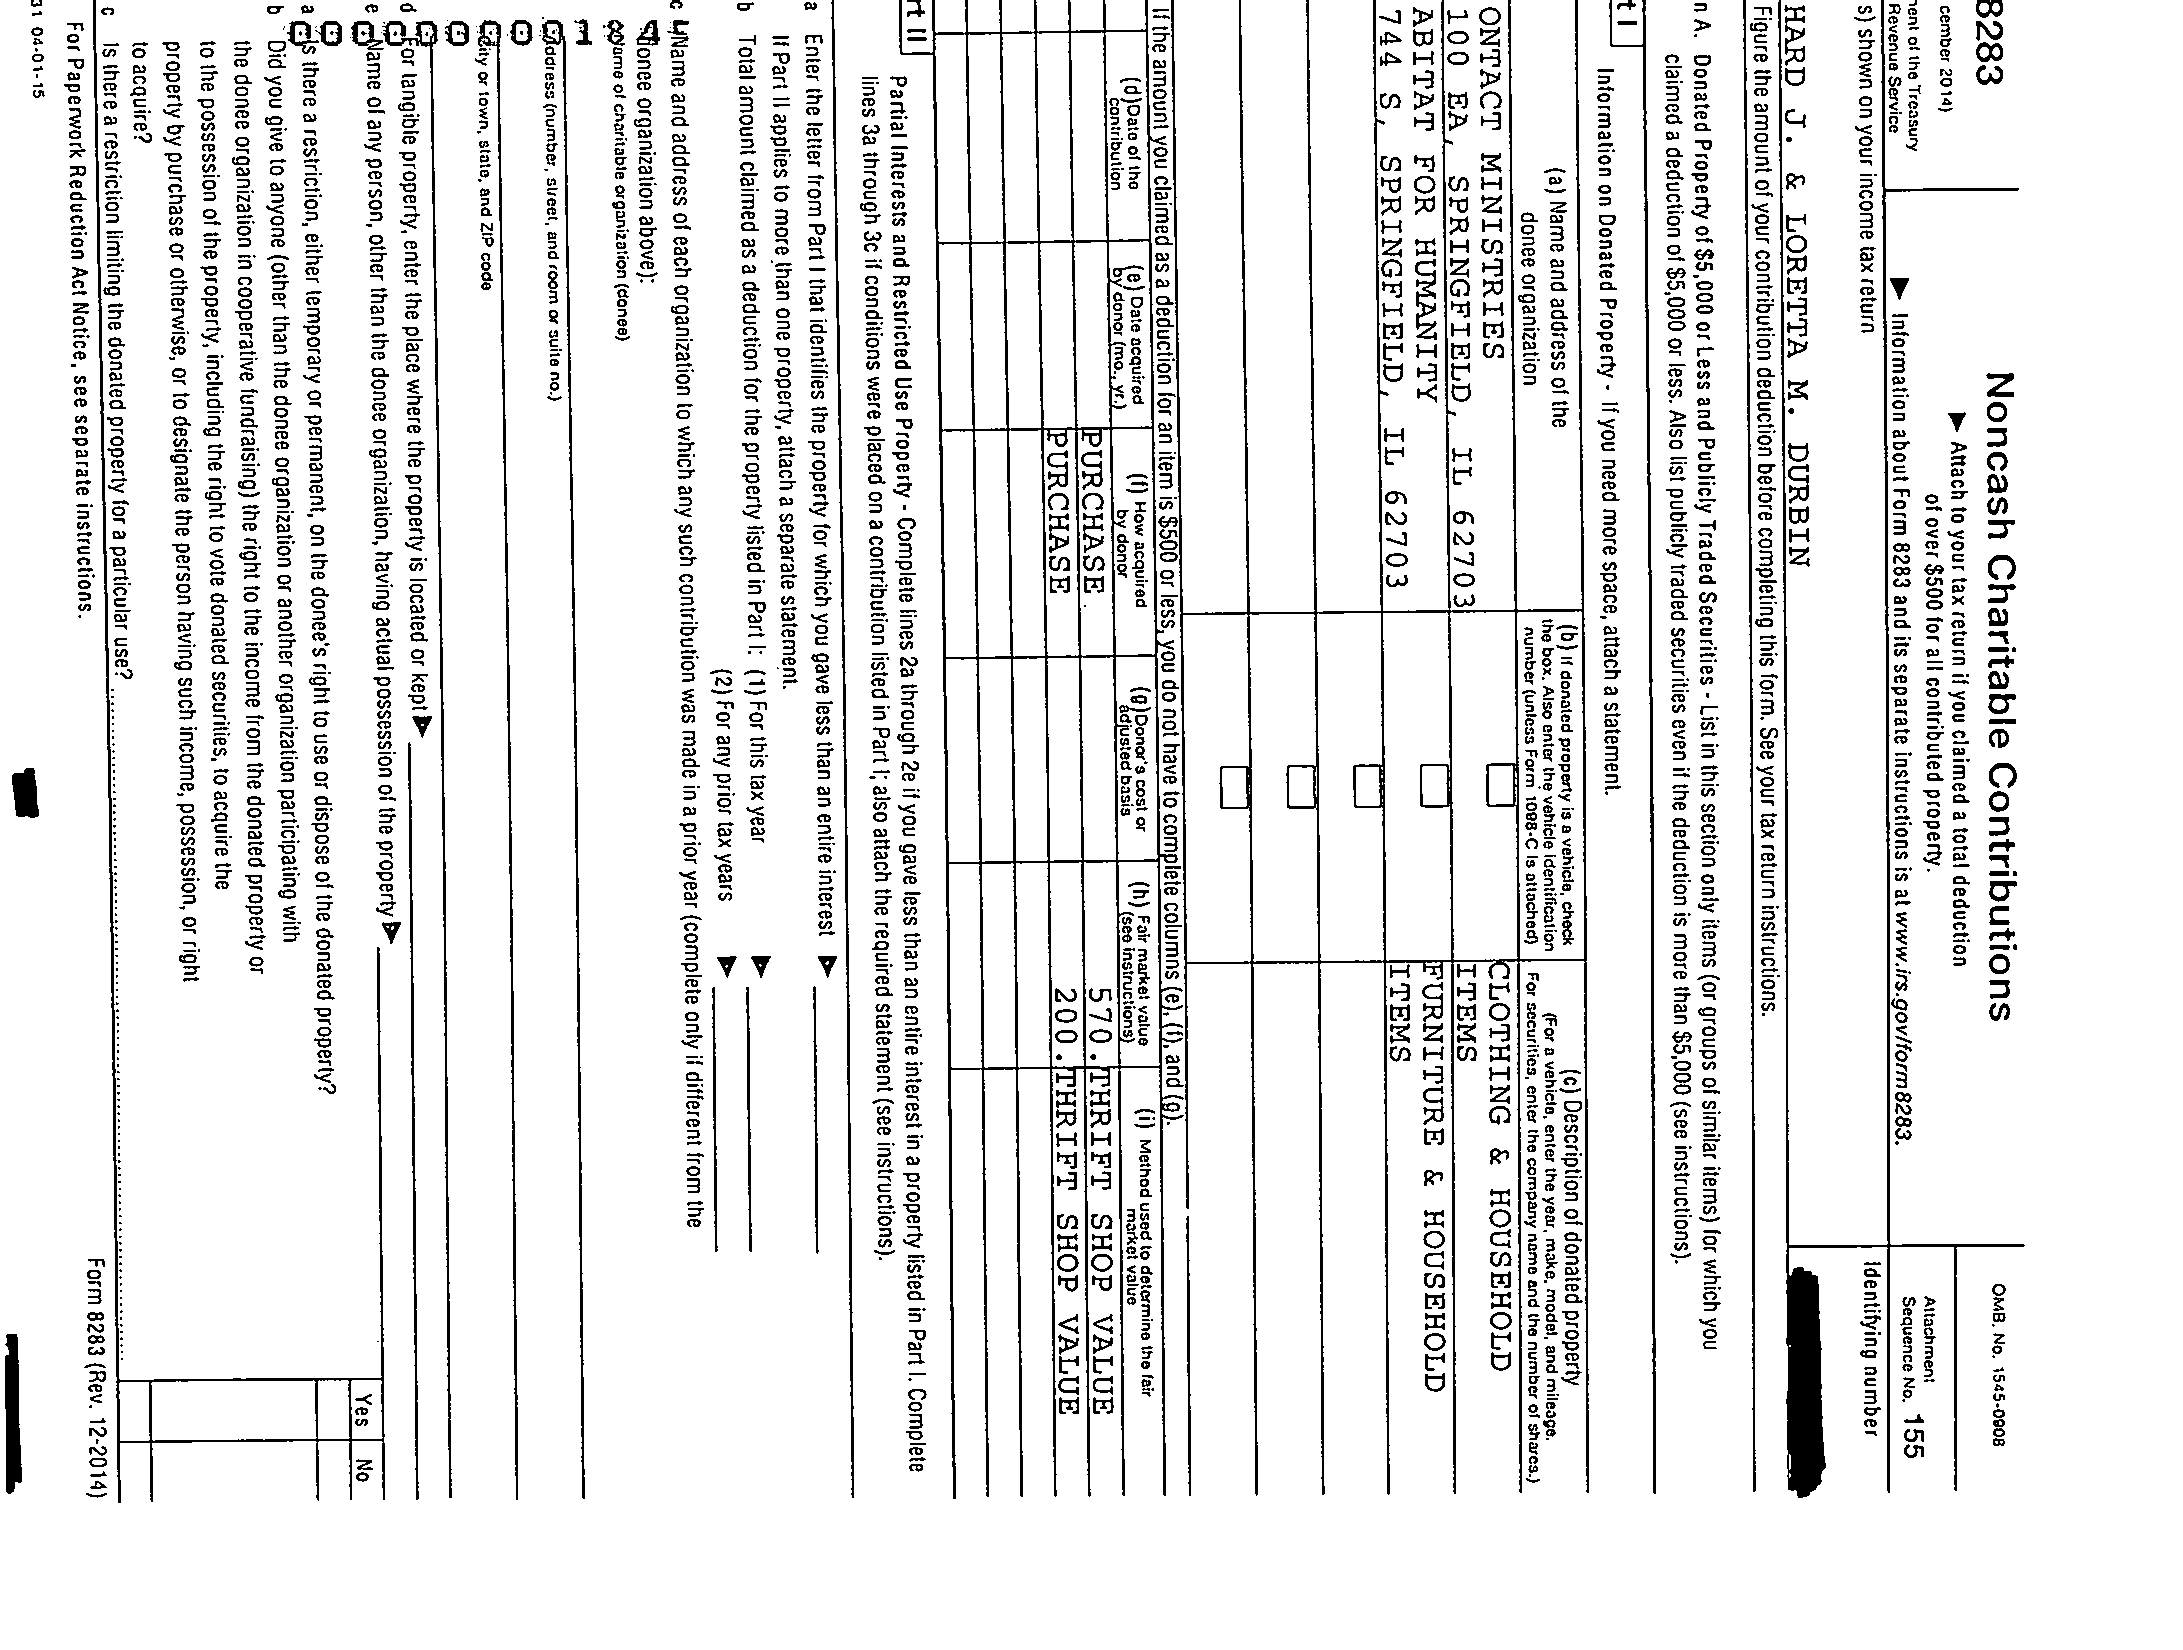 8283
cember 2014)
nent of the Treasury
Revenue Service
Noncash Charitable Contributions
▶ Attach to your tax return if you claimed a total deduction
of over $500 for all contributed property.
▶ Information about Form 8283 and its separate instructions is at www.irs.gov/form8283.
OMB. No. 1545-0908
Attachment
Sequence No. 155
s) shown on your income tax return
Identifying number
HARD J. & LORETTA M. DURBIN
Figure the amount of your contribution deduction before completing this form. See your tax return instructions.
n A. Donated Property of $5,000 or Less and Publicly Traded Securities - List in this section only items (or groups of similar items) for which you
claimed a deduction of $5,000 or less. Also list publicly traded securities even if the deduction is more than $5,000 (see instructions).
t I Information on Donated Property - If you need more space, attach a statement.
(a) Name and address of the
donee organization
(b) If donated property is a vehicle, check
the box. Also enter the vehicle identification
number (unless Form 1098-C is attached)
(c) Description of donated property
(For a vehicle, enter the year, make, model, and mileage.
For securities, enter the company name and the number of shares.)
ONTACT MINISTRIES CLOTHING & HOUSEHOLD
100 EA, SPRINGFIELD, IL 62703 ITEMS
ABITAT FOR HUMANITY FURNITURE & HOUSEHOLD
744 S, SPRINGFIELD, IL 62703 ITEMS
If the amount you claimed as a deduction for an item is $500 or less, you do not have to complete columns (e), (f), and (g).
(d) Date of the
contribution
(e) Date acquired
by donor (mo., yr.)
(f) How acquired
by donor
(g) Donor's cost or
adjusted basis
(h) Fair market value
(see instructions)
(i) Method used to determine the fair
market value
PURCHASE 570. THRIFT SHOP VALUE
PURCHASE 200. THRIFT SHOP VALUE
rt II Partial Interests and Restricted Use Property - Complete lines 2a through 2e if you gave less than an entire interest in a property listed in Part I. Complete
lines 3a through 3c if conditions were placed on a contribution listed in Part I; also attach the required statement (see instructions).
a Enter the letter from Part I that identifies the property for which you gave less than an entire interest ▶
If Part II applies to more than one property, attach a separate statement.
b Total amount claimed as a deduction for the property listed in Part I: (1) For this tax year ▶
(2) For any prior tax years ▶
c Name and address of each organization to which any such contribution was made in a prior year (complete only if different from the
donee organization above):
Name of charitable organization (donee)
Address (number, street, and room or suite no.)
City or town, state, and ZIP code
d For tangible property, enter the place where the property is located or kept ▶
e Name of any person, other than the donee organization, having actual possession of the property ▶
Yes No
a Is there a restriction, either temporary or permanent, on the donee's right to use or dispose of the donated property?
b Did you give to anyone (other than the donee organization or another organization participating with
the donee organization in cooperative fundraising) the right to the income from the donated property or
to the possession of the property, including the right to vote donated securities, to acquire the
property by purchase or otherwise, or to designate the person having such income, possession, or right
to acquire?
c Is there a restriction limiting the donated property for a particular use?
For Paperwork Reduction Act Notice, see separate instructions.
Form 8283 (Rev. 12-2014)
31 04-01-15